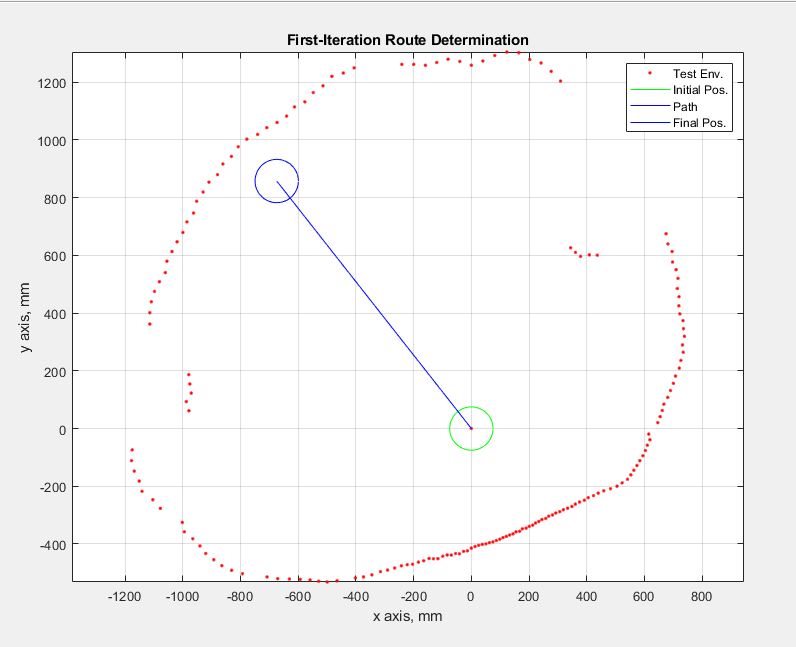 First-Iteration Route Determination
Test Env.
Initial Pos.
Path
Final Pos.
1200
1000
800
600
400
200
0
-200
-400
y axis, mm
-1200 -1000 -800 -600 -400 -200 0 200 400 600 800
x axis, mm